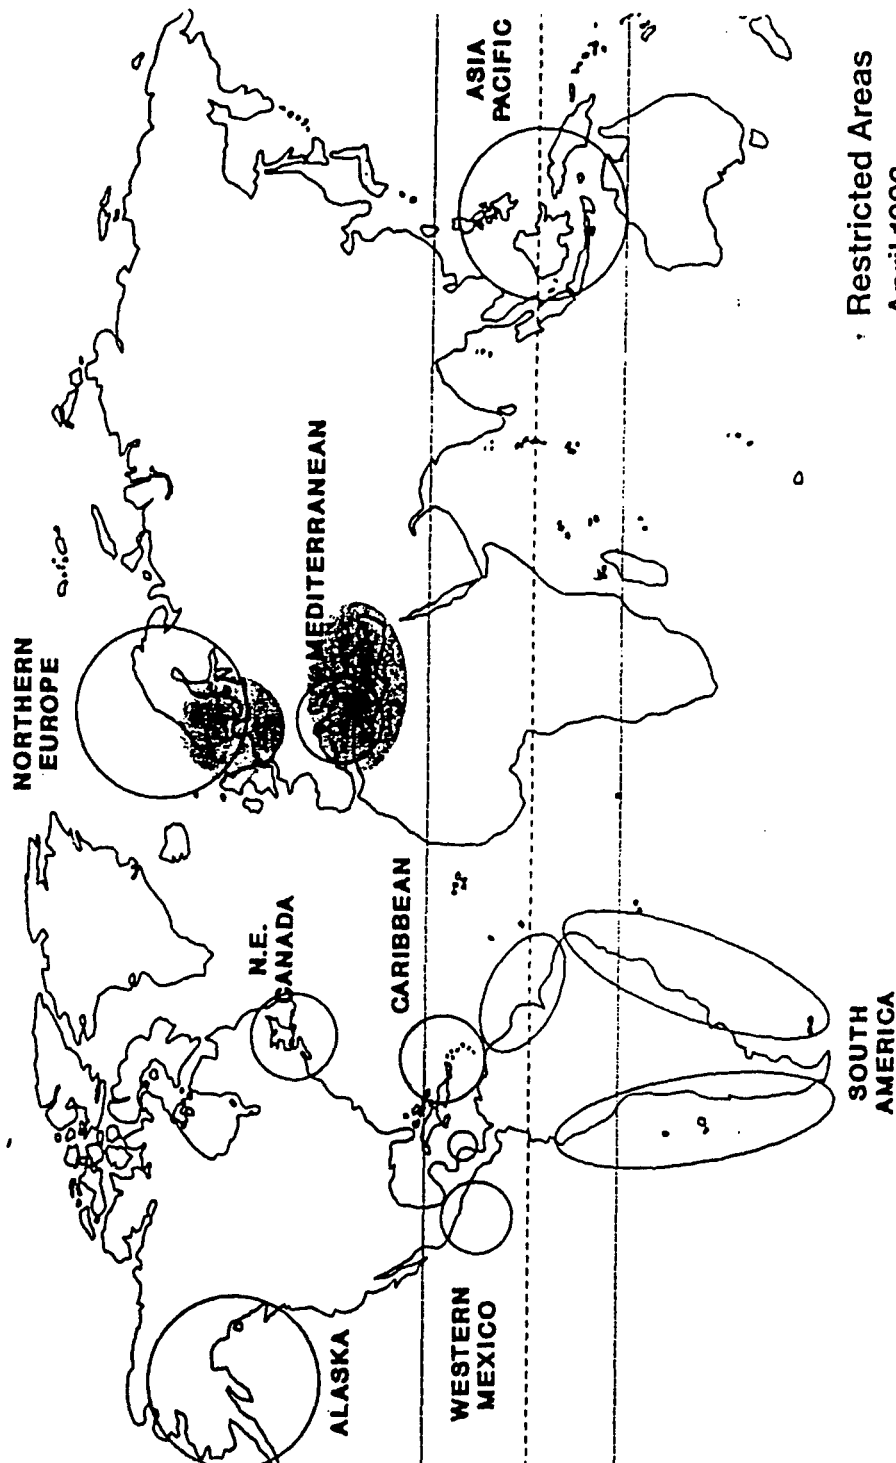 NORTHERN
EUROPE
N.E.
CANADA
MEDITERRANEAN
ALASKA
CARIBBEAN
WESTERN
MEXICO
ASIA
PACIFIC
SOUTH
AMERICA
Restricted Areas